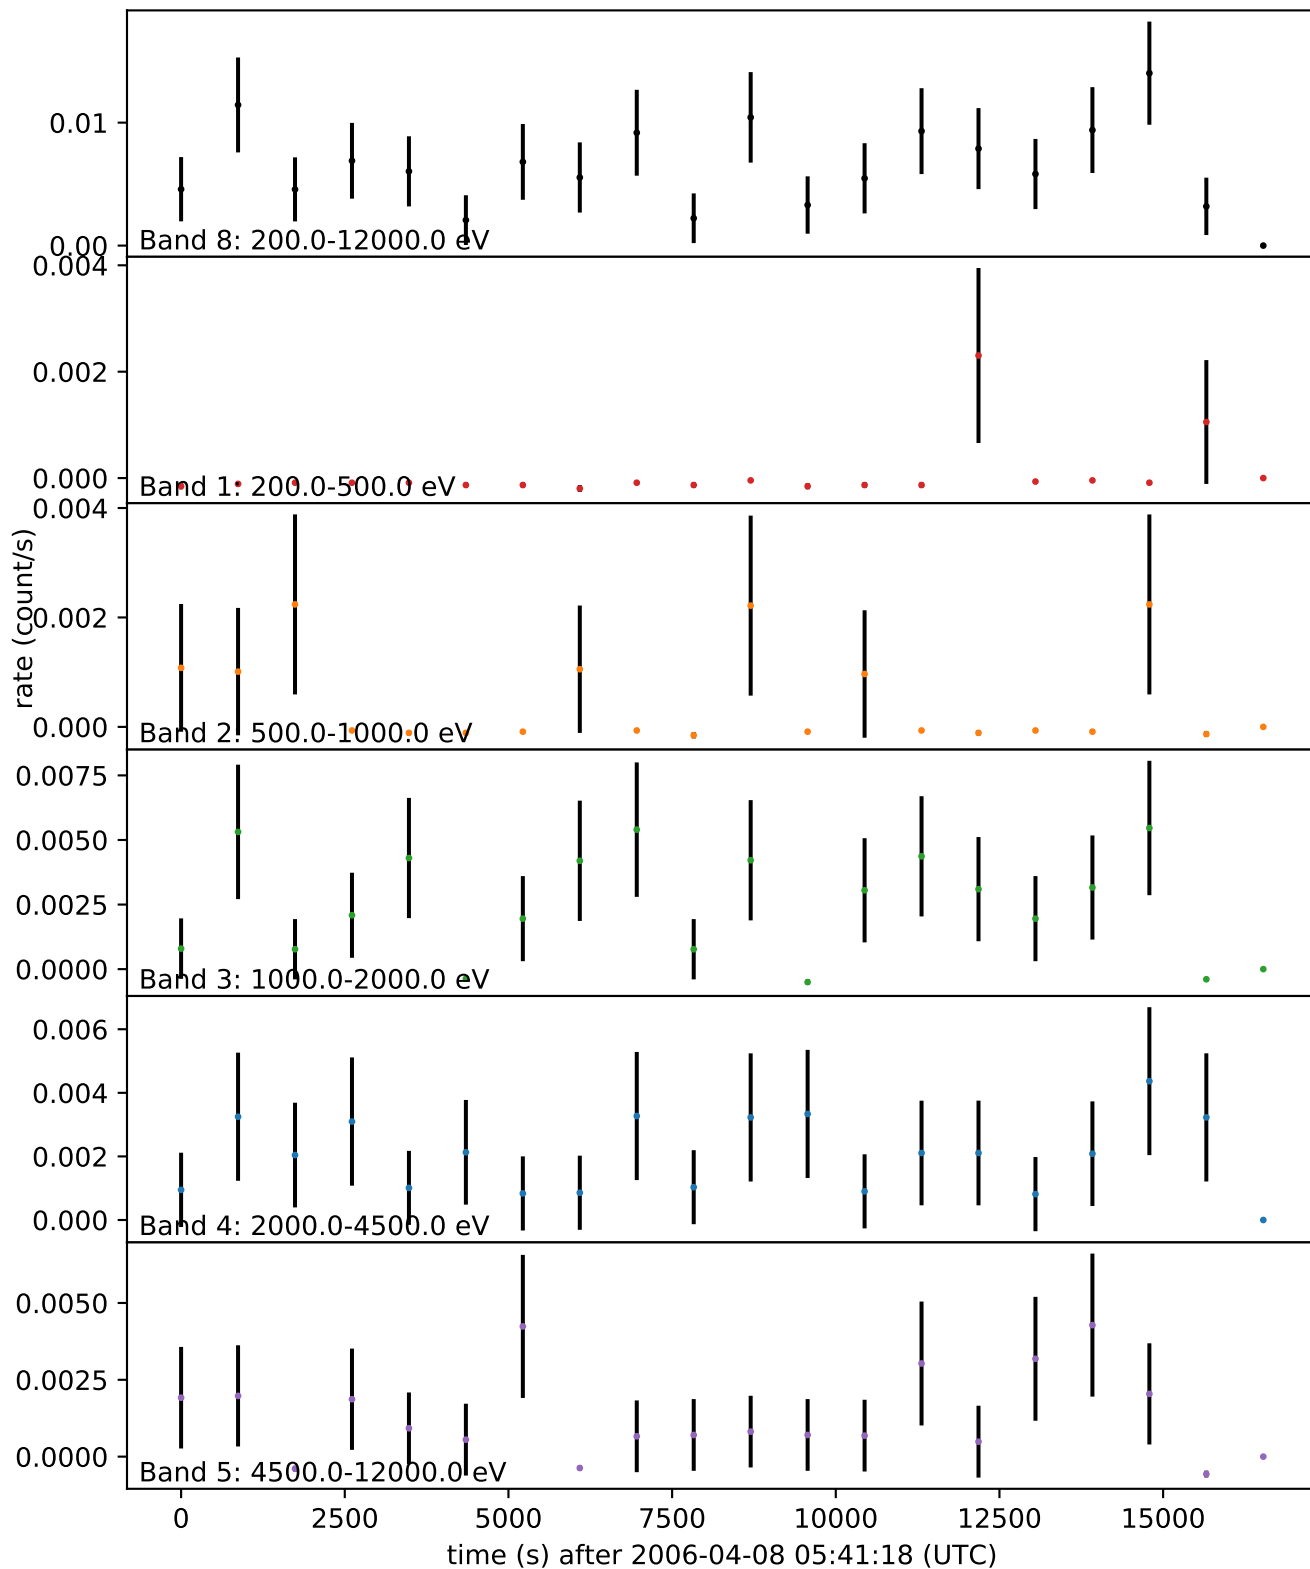 0.01
0.00
Band 8: 200.0-12000.0 eV
0.004
0.002
0.000
Band 1: 200.0-500.0 eV
0.004
0.002
0.000
Band 2: 500.0-1000.0 eV
rate (count/s)
0.0075
0.0050
0.0025
0.0000
Band 3: 1000.0-2000.0 eV
0.006
0.004
0.002
0.000
Band 4: 2000.0-4500.0 eV
0.0050
0.0025
0.0000
Band 5: 4500.0-12000.0 eV
0 2500 5000 7500 10000 12500 15000
time (s) after 2006-04-08 05:41:18 (UTC)